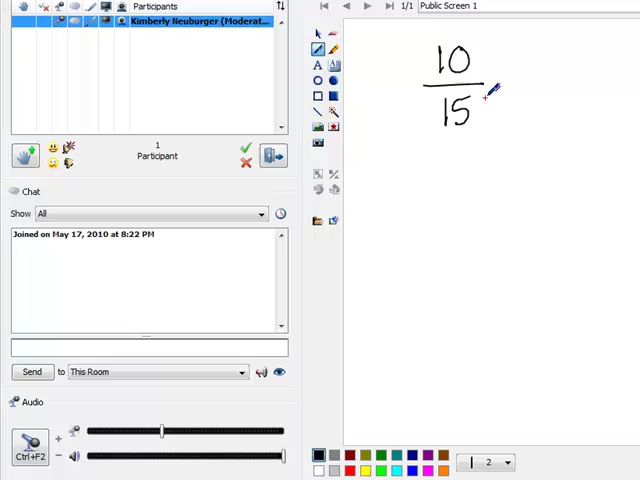 Participants
Kimberly Neuburger (Moderat...
1
Participant
Chat
Show All
Joined on May 17, 2010 at 8:22 PM
Send This Room
Audio
Ctrl+F2
1/1 Public Screen 1
10
15
2